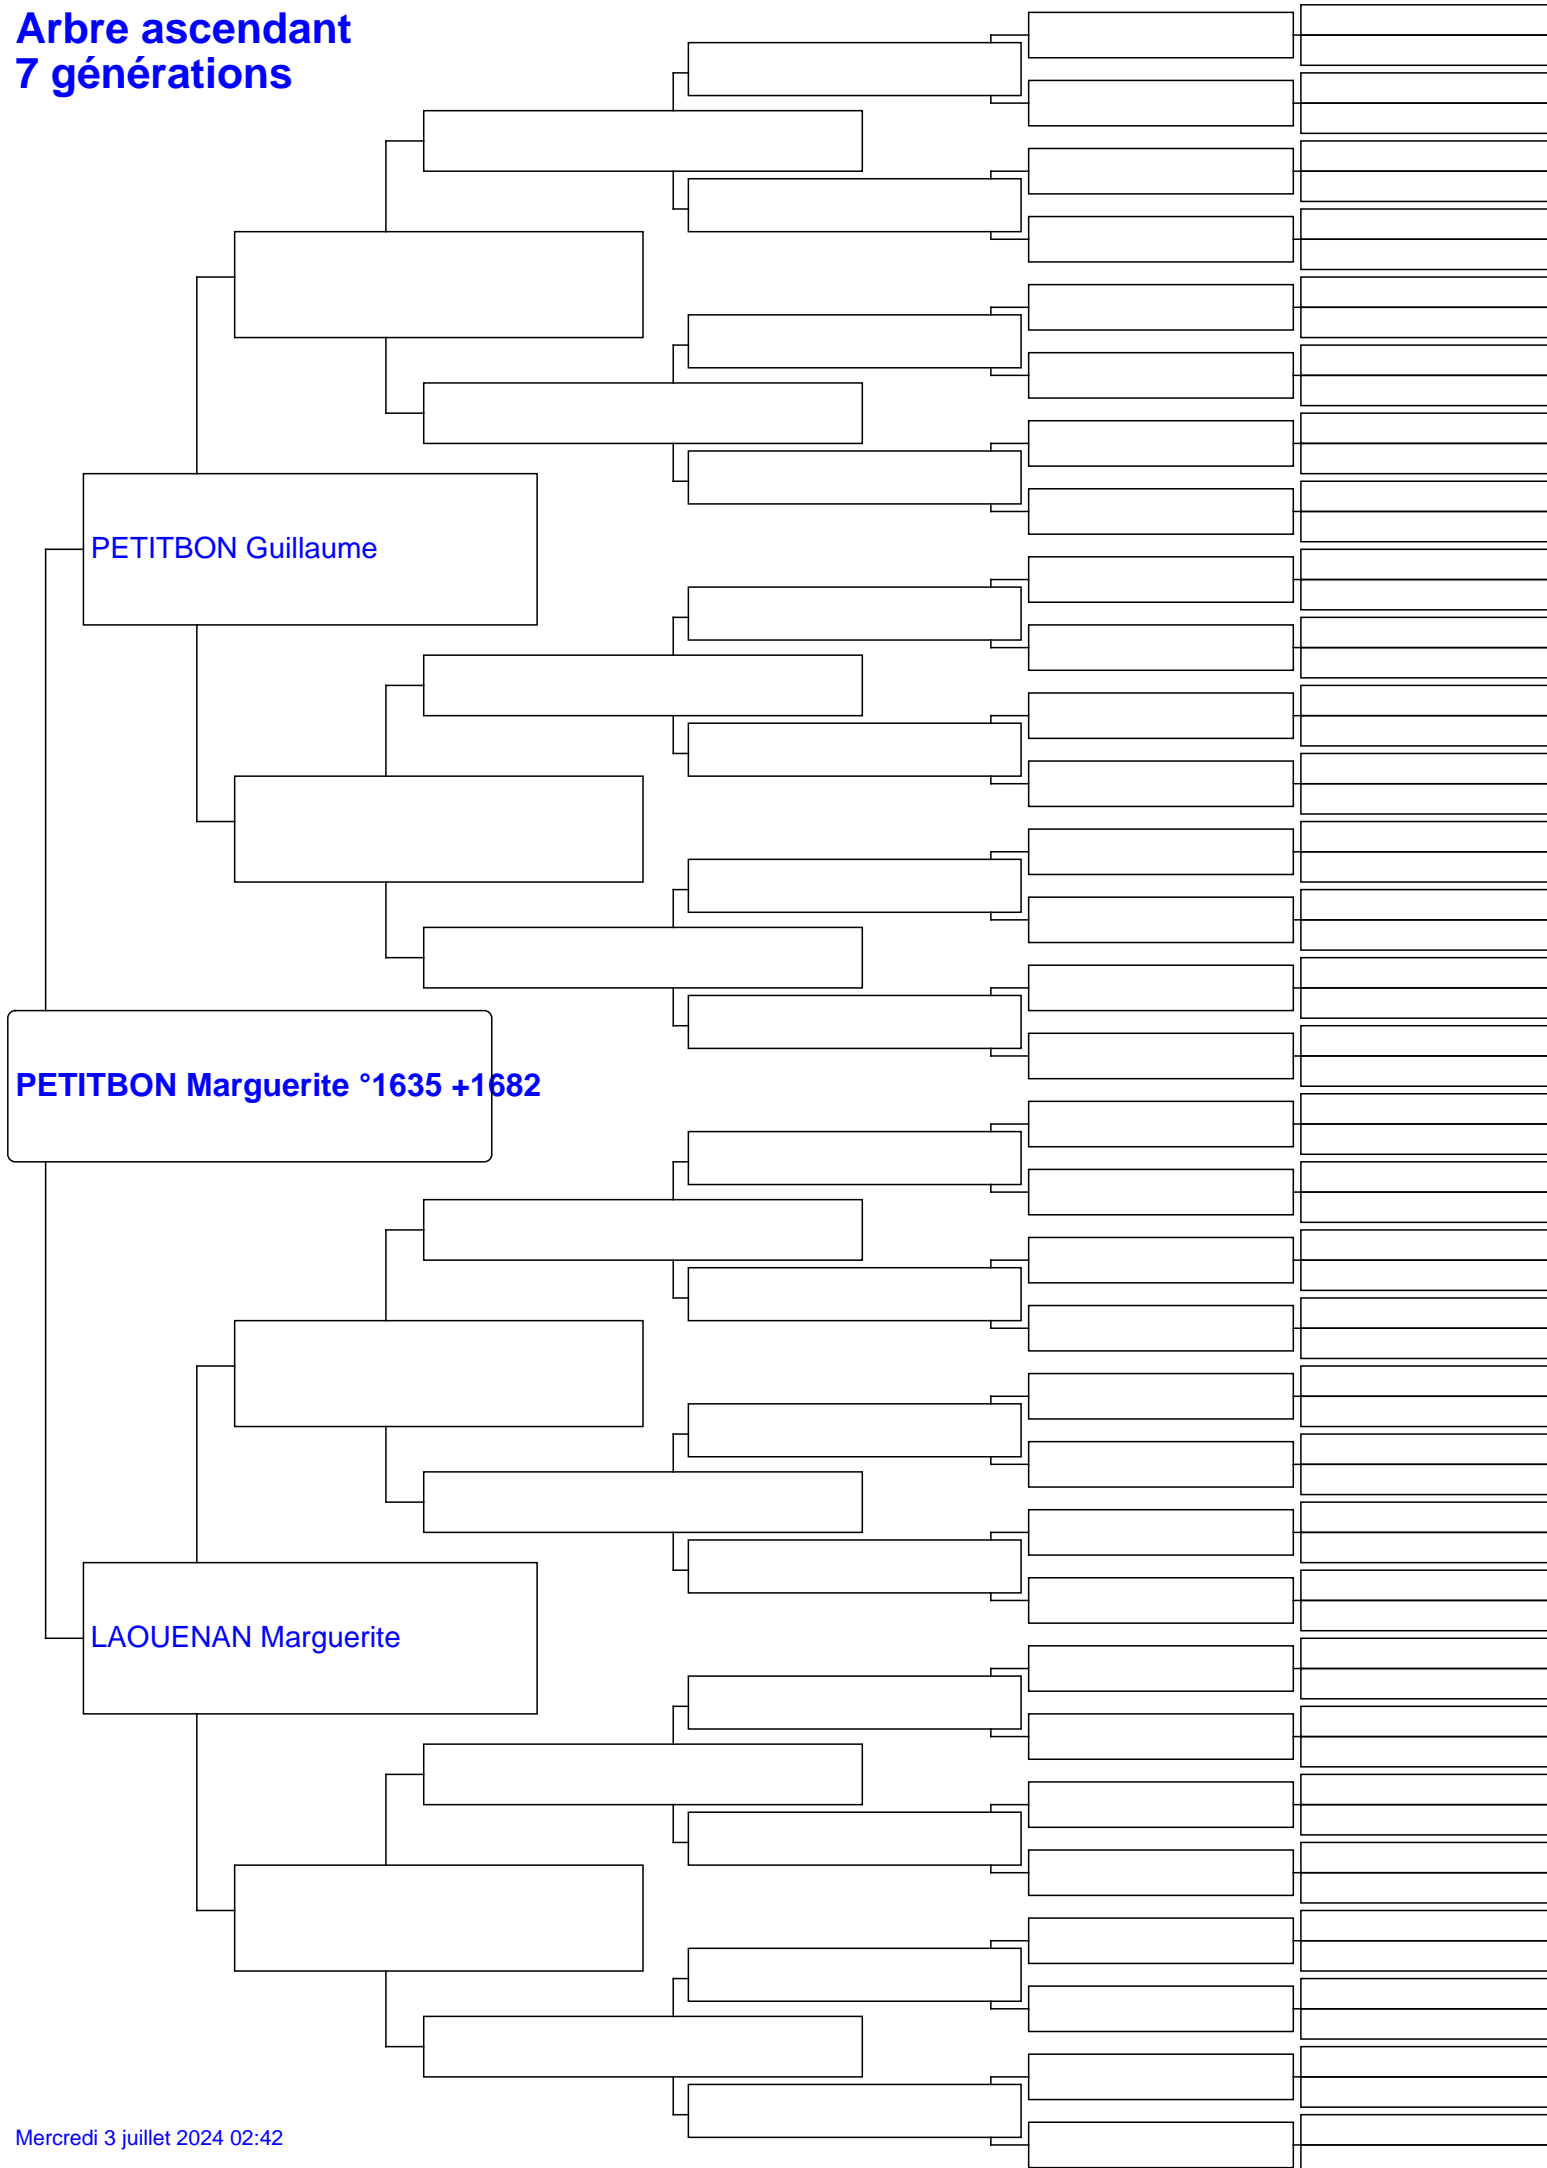 Arbre ascendant
7 générations
PETITBON Guillaume
PETITBON Marguerite °1635 +1682
LAOUENAN Marguerite
Mercredi 3 juillet 2024 02:42